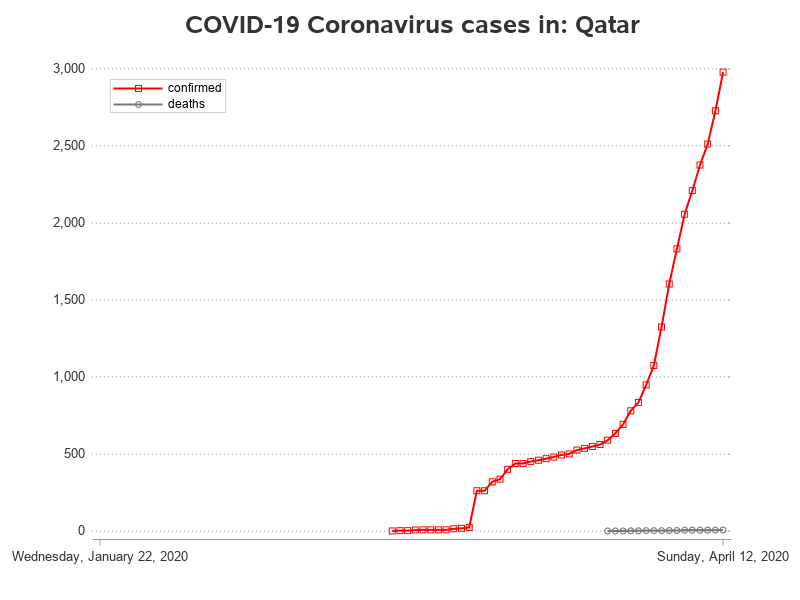 COVID-19 Coronavirus cases in: Qatar
3,000
confirmed
deaths
2,500
2,000
1,500
1,000
500
0
Wednesday, January 22, 2020
Sunday, April 12, 2020